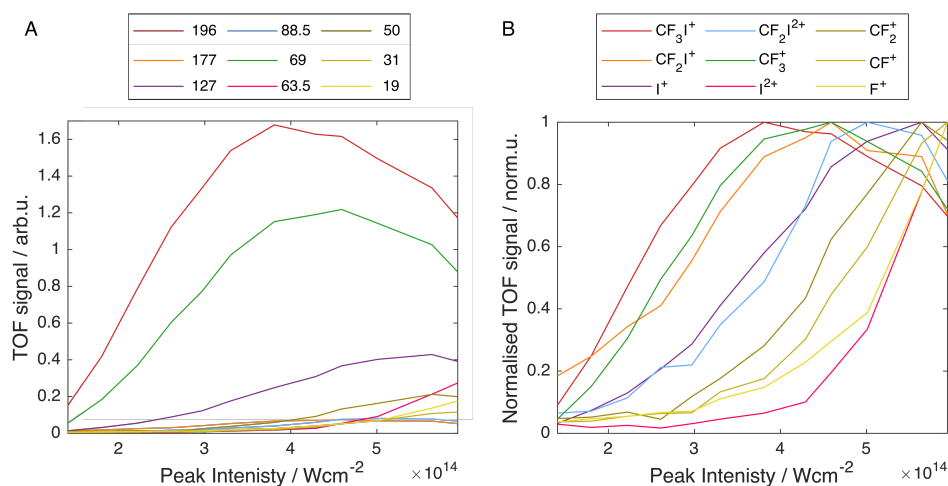 A
196 88.5 50
177 69 31
127 63.5 19
TOF signal / arb.u.
1.6
1.4
1.2
1
0.8
0.6
0.4
0.2
0
2 3 4 5
×10¹⁴
Peak Intenisty / Wcm⁻²
B
CF₃I⁺ CF₂I²⁺ CF₂⁺
CF₂I⁺ CF₃⁺ CF⁺
I⁺ I²⁺ F⁺
Normalised TOF signal / norm.u.
1
0.8
0.6
0.4
0.2
0
2 3 4 5
×10¹⁴
Peak Intenisty / Wcm⁻²